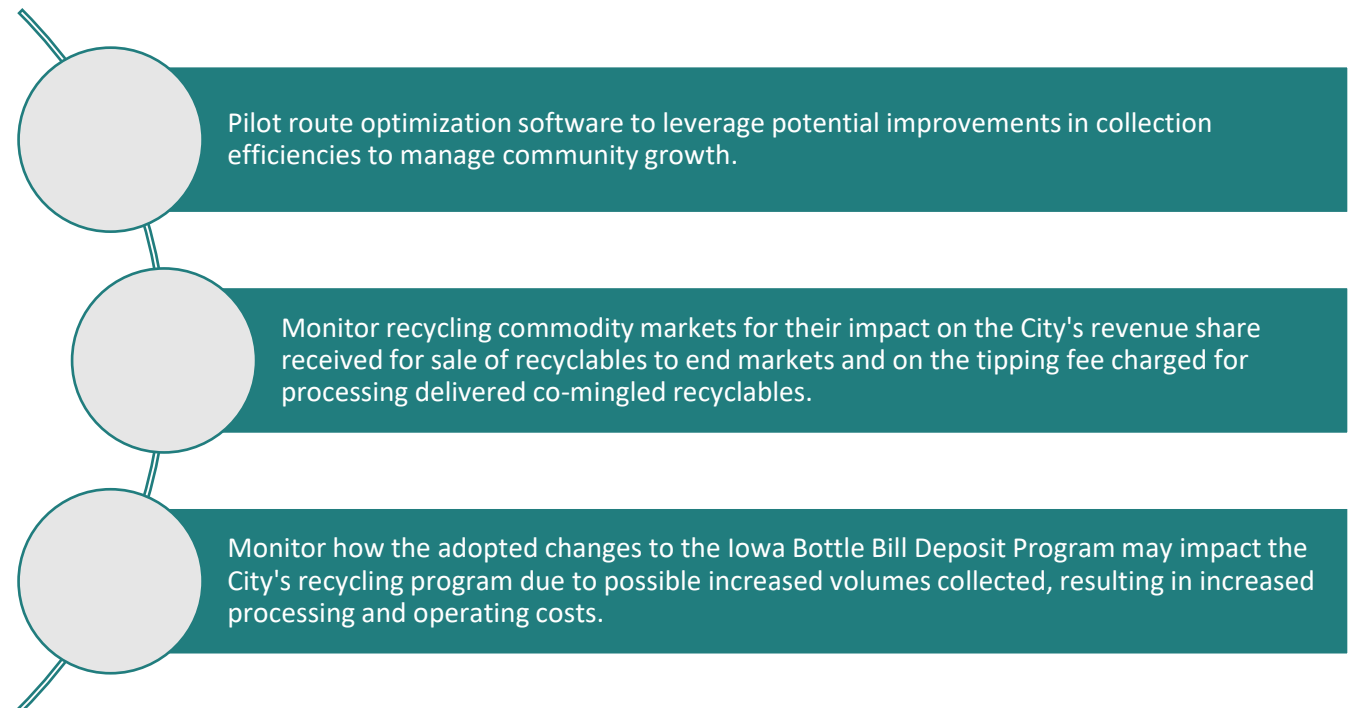 Pilot route optimization software to leverage potential improvements in collection
efficiencies to manage community growth.
Monitor recycling commodity markets for their impact on the City's revenue share
received for sale of recyclables to end markets and on the tipping fee charged for
processing delivered co-mingled recyclables.
Monitor how the adopted changes to the Iowa Bottle Bill Deposit Program may impact the
City's recycling program due to possible increased volumes collected, resulting in increased
processing and operating costs.